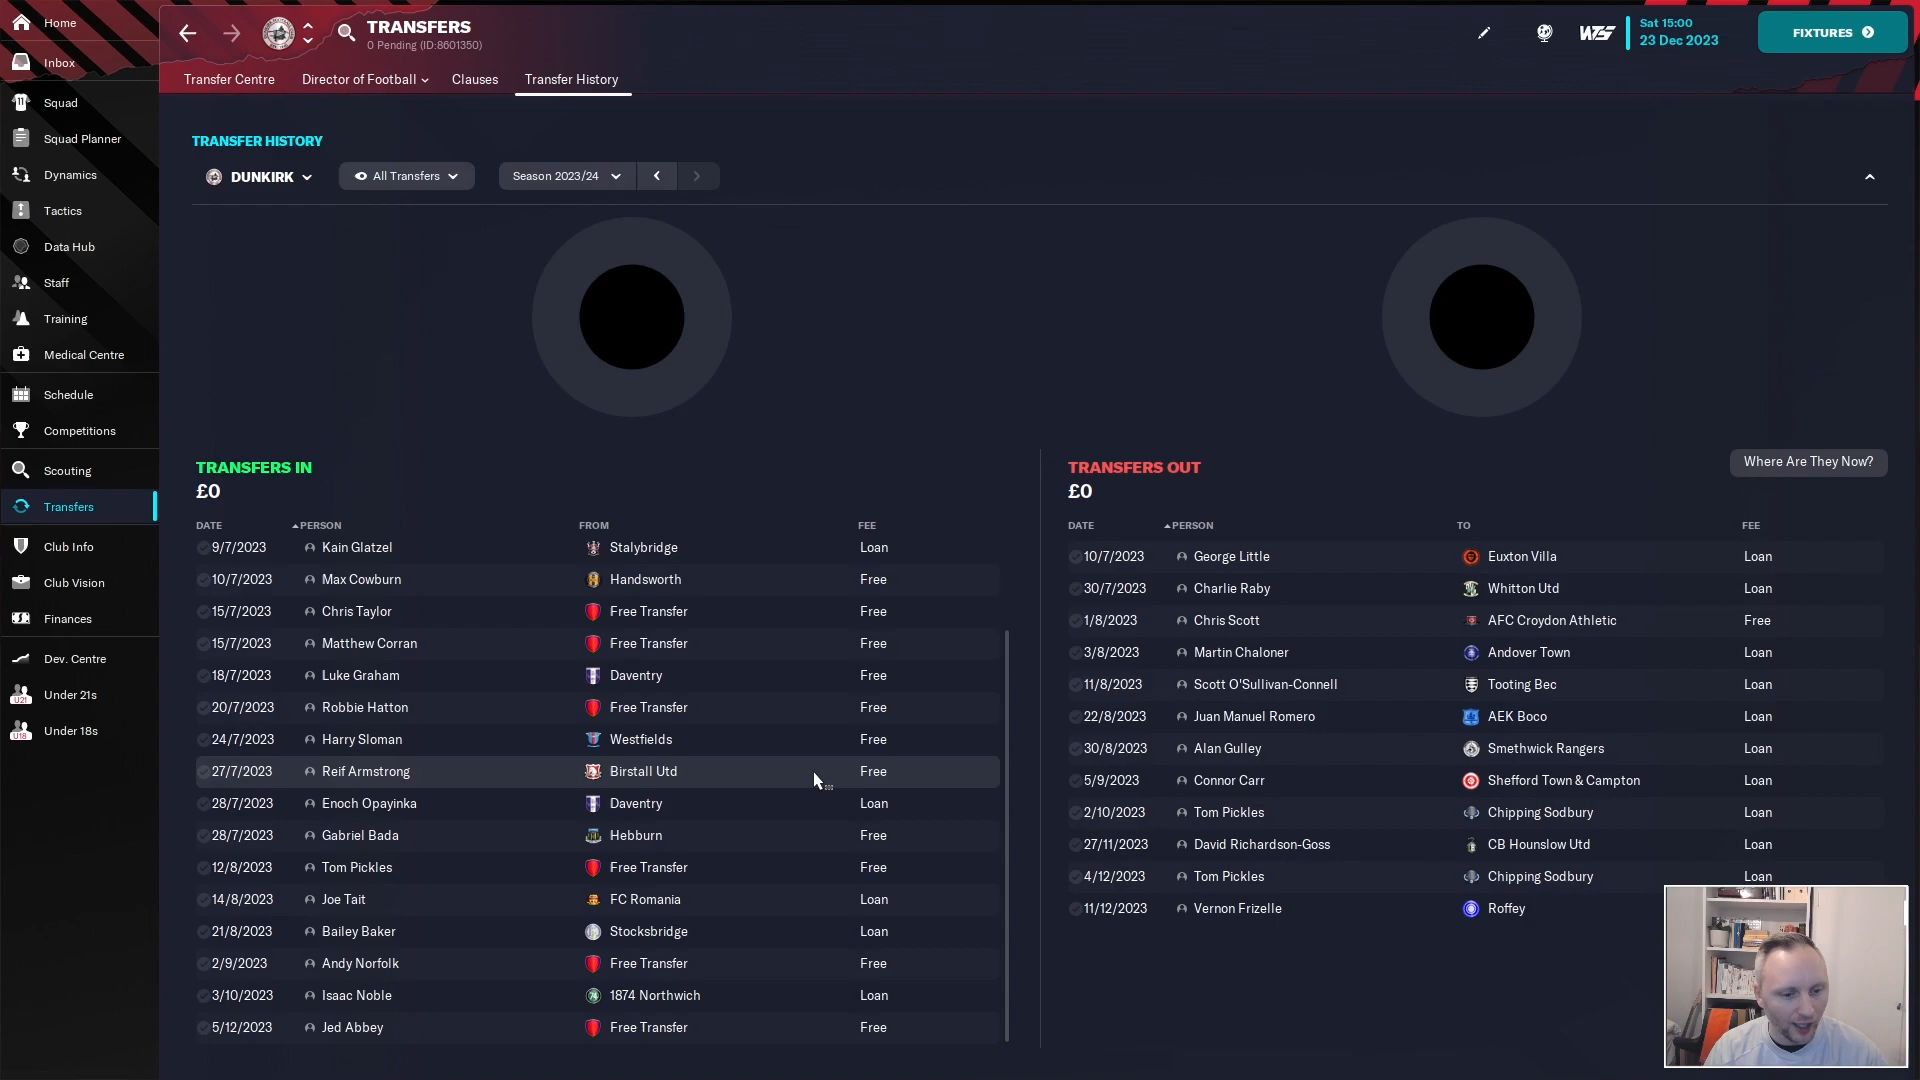 Home
Inbox
Squad
Squad Planner
Dynamics
Tactics
Data Hub
Staff
Training
Medical Centre
Schedule
Competitions
Scouting
Transfers
Club Info
Club Vision
Finances
Dev. Centre
U21
Under 21s
U18
Under 18s
TRANSFERS
0 Pending (ID:8601350)
Sat 15:00
23 Dec 2023
FIXTURES
Transfer Centre Director of Football Clauses Transfer History
TRANSFER HISTORY
DUNKIRK All Transfers Season 2023/24
TRANSFERS IN
£0
DATE PERSON FROM FEE
9/7/2023 Kain Glatzel Stalybridge Loan
10/7/2023 Max Cowburn Handsworth Free
15/7/2023 Chris Taylor Free Transfer Free
15/7/2023 Matthew Corran Free Transfer Free
18/7/2023 Luke Graham Daventry Free
20/7/2023 Robbie Hatton Free Transfer Free
24/7/2023 Harry Sloman Westfields Free
27/7/2023 Reif Armstrong Birstall Utd Free
28/7/2023 Enoch Opayinka Daventry Loan
28/7/2023 Gabriel Bada Hebburn Free
12/8/2023 Tom Pickles Free Transfer Free
14/8/2023 Joe Tait FC Romania Loan
21/8/2023 Bailey Baker Stocksbridge Loan
2/9/2023 Andy Norfolk Free Transfer Free
3/10/2023 Isaac Noble 1874 Northwich Loan
5/12/2023 Jed Abbey Free Transfer Free
TRANSFERS OUT
Where Are They Now?
£0
DATE PERSON TO FEE
10/7/2023 George Little Euxton Villa Loan
30/7/2023 Charlie Raby Whitton Utd Loan
1/8/2023 Chris Scott AFC Croydon Athletic Free
3/8/2023 Martin Chaloner Andover Town Loan
11/8/2023 Scott O'Sullivan-Connell Tooting Bec Loan
22/8/2023 Juan Manuel Romero AEK Boco Loan
30/8/2023 Alan Gulley Smethwick Rangers Loan
5/9/2023 Connor Carr Shefford Town & Campton Loan
2/10/2023 Tom Pickles Chipping Sodbury Loan
27/11/2023 David Richardson-Goss CB Hounslow Utd Loan
4/12/2023 Tom Pickles Chipping Sodbury Loan
11/12/2023 Vernon Frizelle Roffey